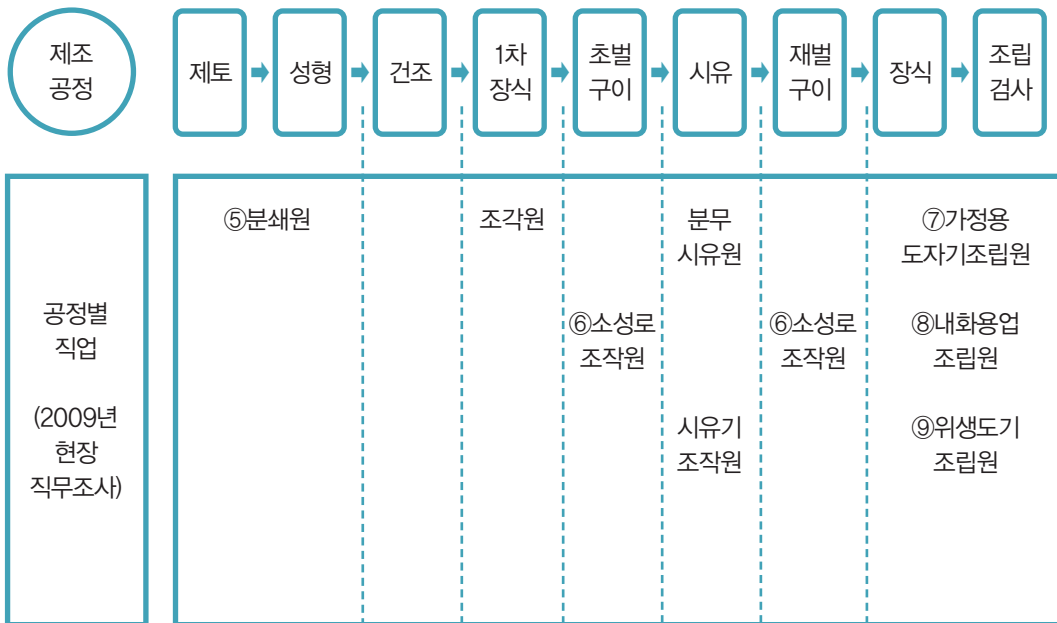 제조
공정
제토
성형
건조
1차
장식
초벌
구이
시유
재벌
구이
장식
조립
검사
공정별
직업
(2009년
현장
직무조사)
⑤분쇄원
조각원
분무
시유원
⑦가정용
도자기조립원
⑥소성로
조작원
⑥소성로
조작원
⑧내화용업
조립원
시유기
조작원
⑨위생도기
조립원